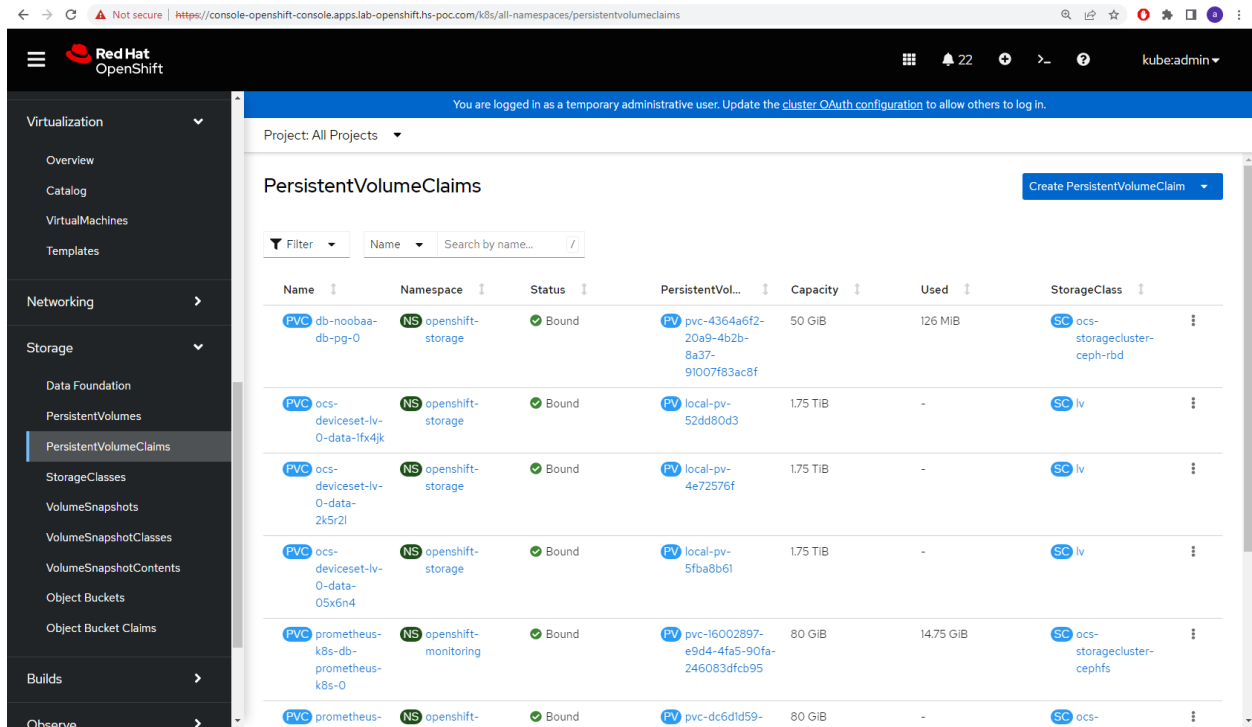 Not secure | https://console-openshift-console.apps.lab-openshift.hs-poc.com/k8s/all-namespaces/persistentvolumeclaims
a
Red Hat
OpenShift
22
kube:admin
You are logged in as a temporary administrative user. Update the cluster OAuth configuration to allow others to log in.
Virtualization
Overview
Catalog
VirtualMachines
Templates
Networking
Storage
Data Foundation
PersistentVolumes
PersistentVolumeClaims
StorageClasses
VolumeSnapshots
VolumeSnapshotClasses
VolumeSnapshotContents
Object Buckets
Object Bucket Claims
Builds
Observe
Project: All Projects
PersistentVolumeClaims
Create PersistentVolumeClaim
Filter
Name
Search by name... /
Name Namespace Status PersistentVol... Capacity Used StorageClass
PVC db-noobaa- NS openshift- Bound PV pvc-4364a6f2- 50 GiB 126 MiB SC ocs-
db-pg-0 storage 20a9-4b2b- storagecluster-
8a37- ceph-rbd
91007f83ac8f
PVC ocs- NS openshift- Bound PV local-pv- 1.75 TiB - SC lv
deviceset-lv- storage 52dd80d3
0-data-1fx4jk
PVC ocs- NS openshift- Bound PV local-pv- 1.75 TiB - SC lv
deviceset-lv- storage 4e72576f
0-data-
2k5r2l
PVC ocs- NS openshift- Bound PV local-pv- 1.75 TiB - SC lv
deviceset-lv- storage 5fba8b61
0-data-
05x6n4
PVC prometheus- NS openshift- Bound PV pvc-16002897- 80 GiB 14.75 GiB SC ocs-
k8s-db- monitoring e9d4-4fa5-90fa- storagecluster-
prometheus- 246083dfcb95 cephfs
k8s-0
PVC prometheus- NS openshift- Bound PV pvc-dc6d1d59- 80 GiB SC ocs-